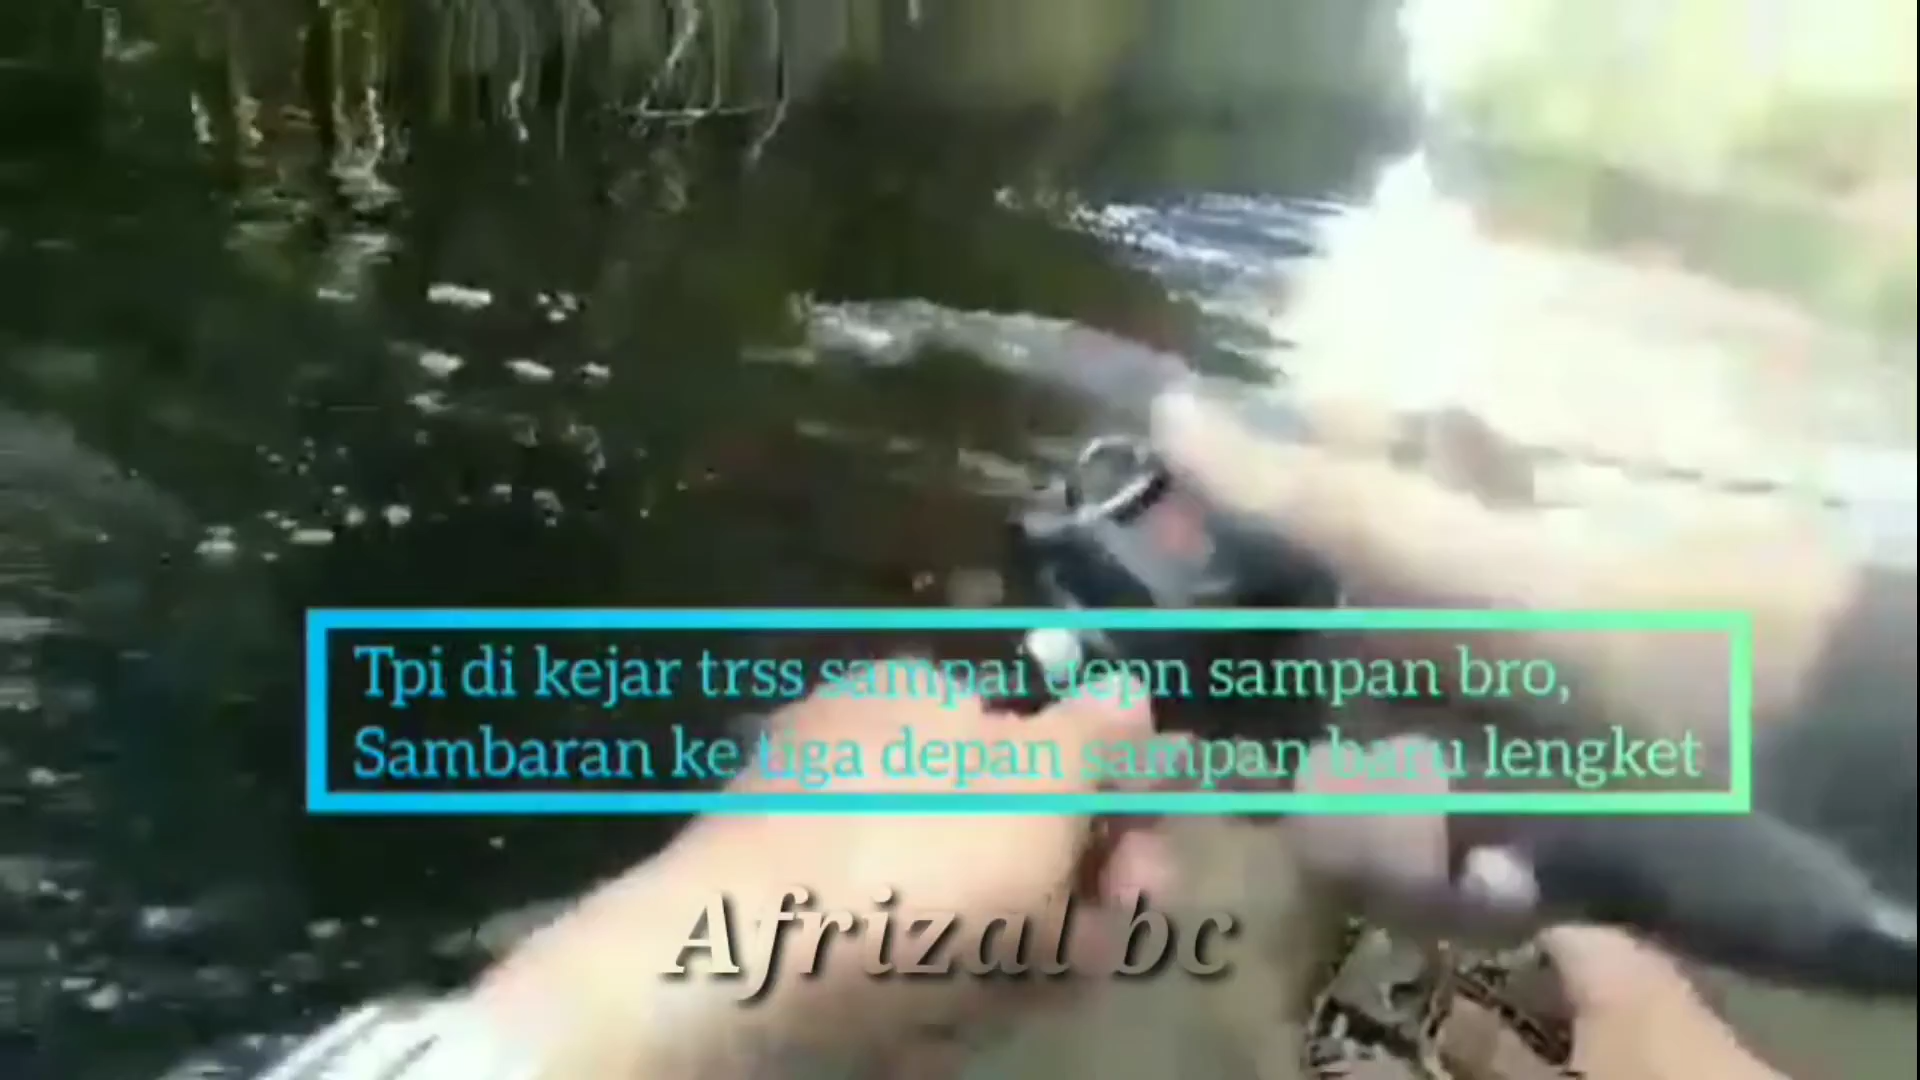 Tpi di kejar trss sampai depn sampan bro,
Sambaran ke tiga depan sampan baru lengket
Afrizal bc